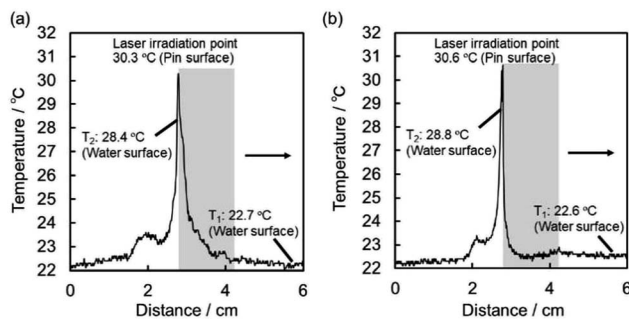 (a)
32
31
30
29
28
27
26
25
24
23
22
Temperature / °C
Laser irradiation point
30.3 °C (Pin surface)
T2: 28.4 °C
(Water surface)
T1: 22.7 °C
(Water surface)
0 2 4 6
Distance / cm
(b)
32
31
30
29
28
27
26
25
24
23
22
Temperature / °C
Laser irradiation point
30.6 °C (Pin surface)
T2: 28.8 °C
(Water surface)
T1: 22.6 °C
(Water surface)
0 2 4 6
Distance / cm